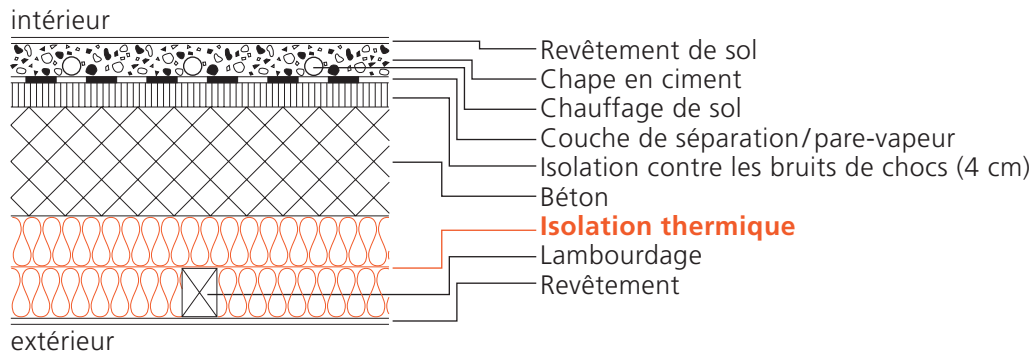 intérieur
Revêtement de sol
Chape en ciment
Chauffage de sol
Couche de séparation/pare-vapeur
Isolation contre les bruits de chocs (4 cm)
Béton
Isolation thermique
Lambourdage
Revêtement
extérieur